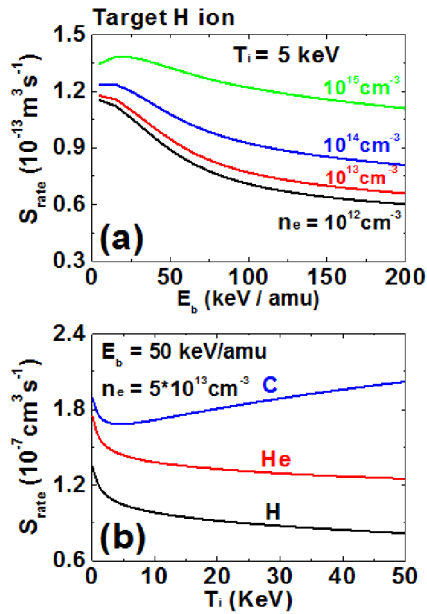 Target H ion
1.5
1.2
0.9
0.6
0.3
S_rate (10^-13 m^3 s^-1)
T_i = 5 keV
10^15 cm^-3
10^14 cm^-3
10^13 cm^-3
n_e = 10^12 cm^-3
(a)
0 50 100 150 200
E_b (keV / amu)
2.4
1.8
1.2
0.6
S_rate (10^-7 cm^3 s^-1)
E_b = 50 keV/amu
n_e = 5*10^13 cm^-3
C
He
H
(b)
0 10 20 30 40 50
T_i (KeV)